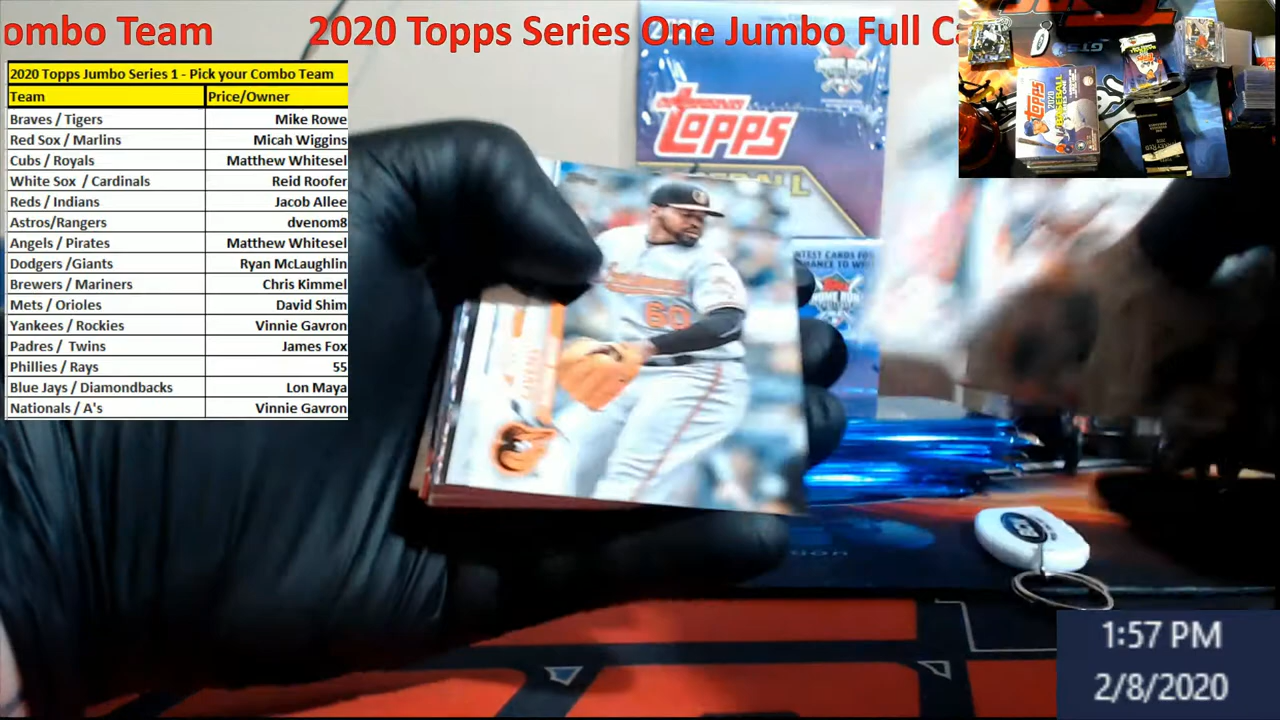 ombo Team 2020 Topps Series One Jumbo Full Ca
2020 Topps Jumbo Series 1 - Pick your Combo Team
Team Price/Owner
Braves / Tigers Mike Rowe
Red Sox / Marlins Micah Wiggins
Cubs / Royals Matthew Whitesel
White Sox / Cardinals Reid Roofer
Reds / Indians Jacob Allee
Astros/Rangers dvenom8
Angels / Pirates Matthew Whitesel
Dodgers /Giants Ryan McLaughlin
Brewers / Mariners Chris Kimmel
Mets / Orioles David Shim
Yankees / Rockies Vinnie Gavron
Padres / Twins James Fox
Phillies / Rays 55
Blue Jays / Diamondbacks Lon Maya
Nationals / A's Vinnie Gavron
Topps
60
HOME RUN
Topps
1:57 PM
2/8/2020